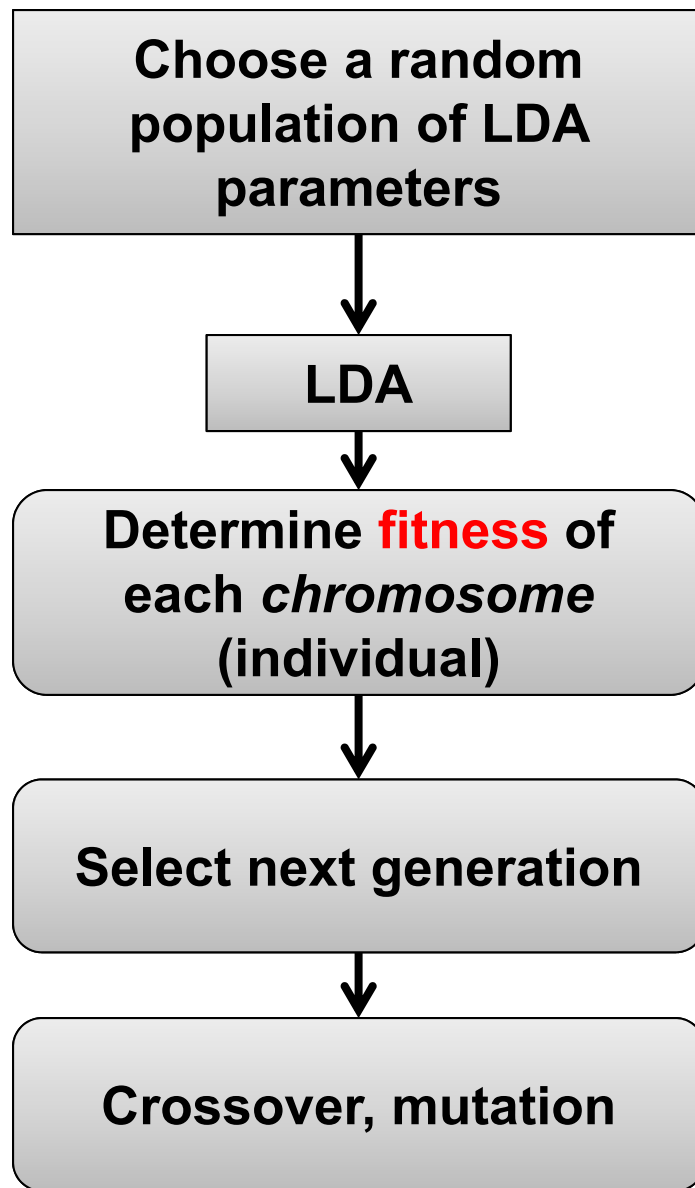 Choose a random
population of LDA
parameters
LDA
Determine fitness of
each chromosome
(individual)
Select next generation
Crossover, mutation